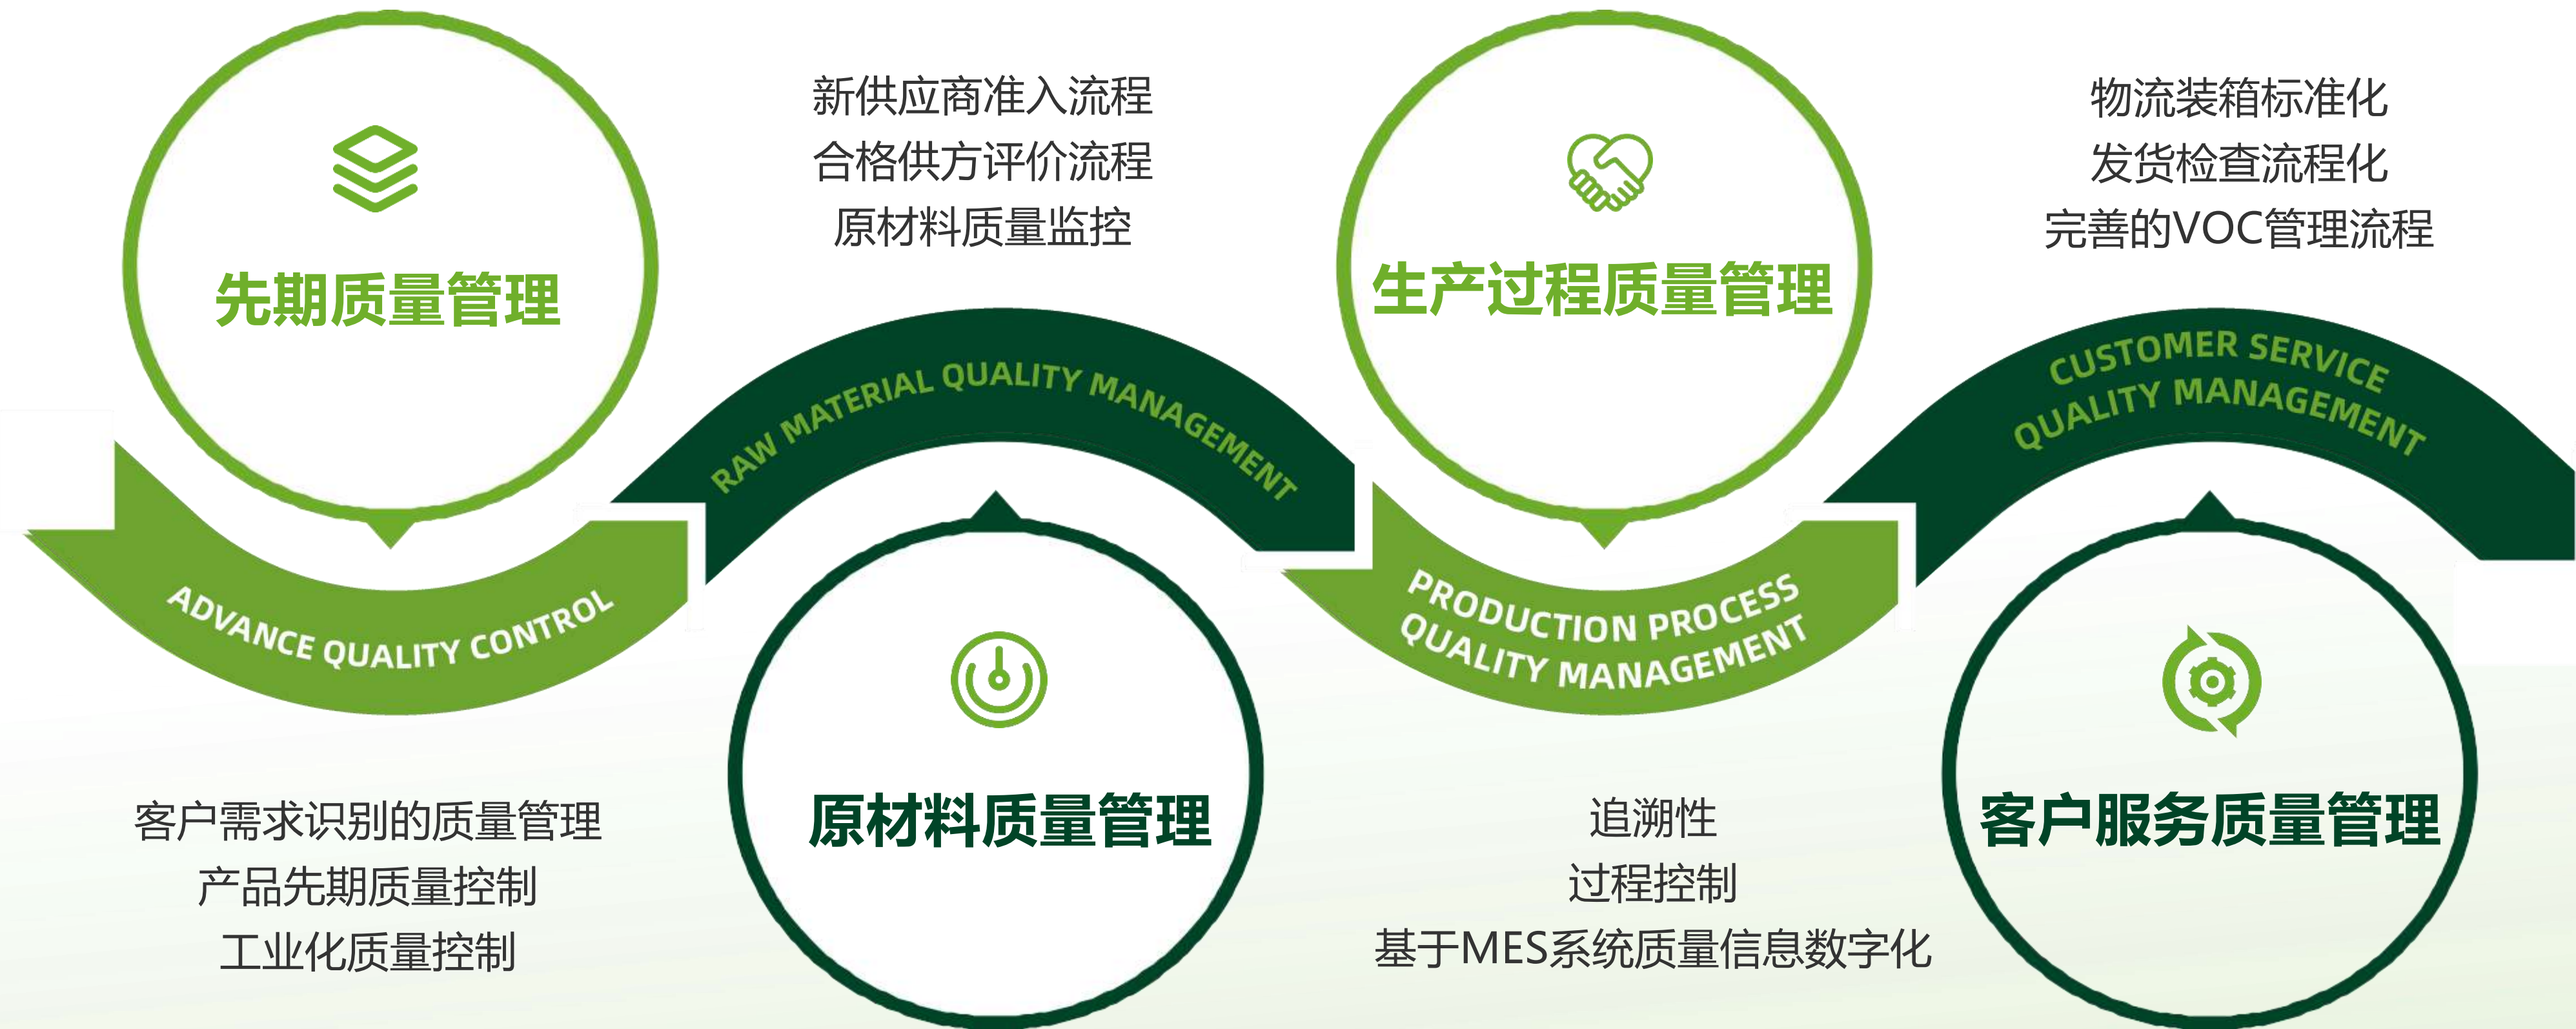 先期质量管理
ADVANCE QUALITY CONTROL
客户需求识别的质量管理
产品先期质量控制
工业化质量控制
新供应商准入流程
合格供方评价流程
原材料质量监控
RAW MATERIAL QUALITY MANAGEMENT
原材料质量管理
生产过程质量管理
PRODUCTION PROCESS
QUALITY MANAGEMENT
追溯性
过程控制
基于MES系统质量信息数字化
物流装箱标准化
发货检查流程化
完善的VOC管理流程
CUSTOMER SERVICE
QUALITY MANAGEMENT
客户服务质量管理